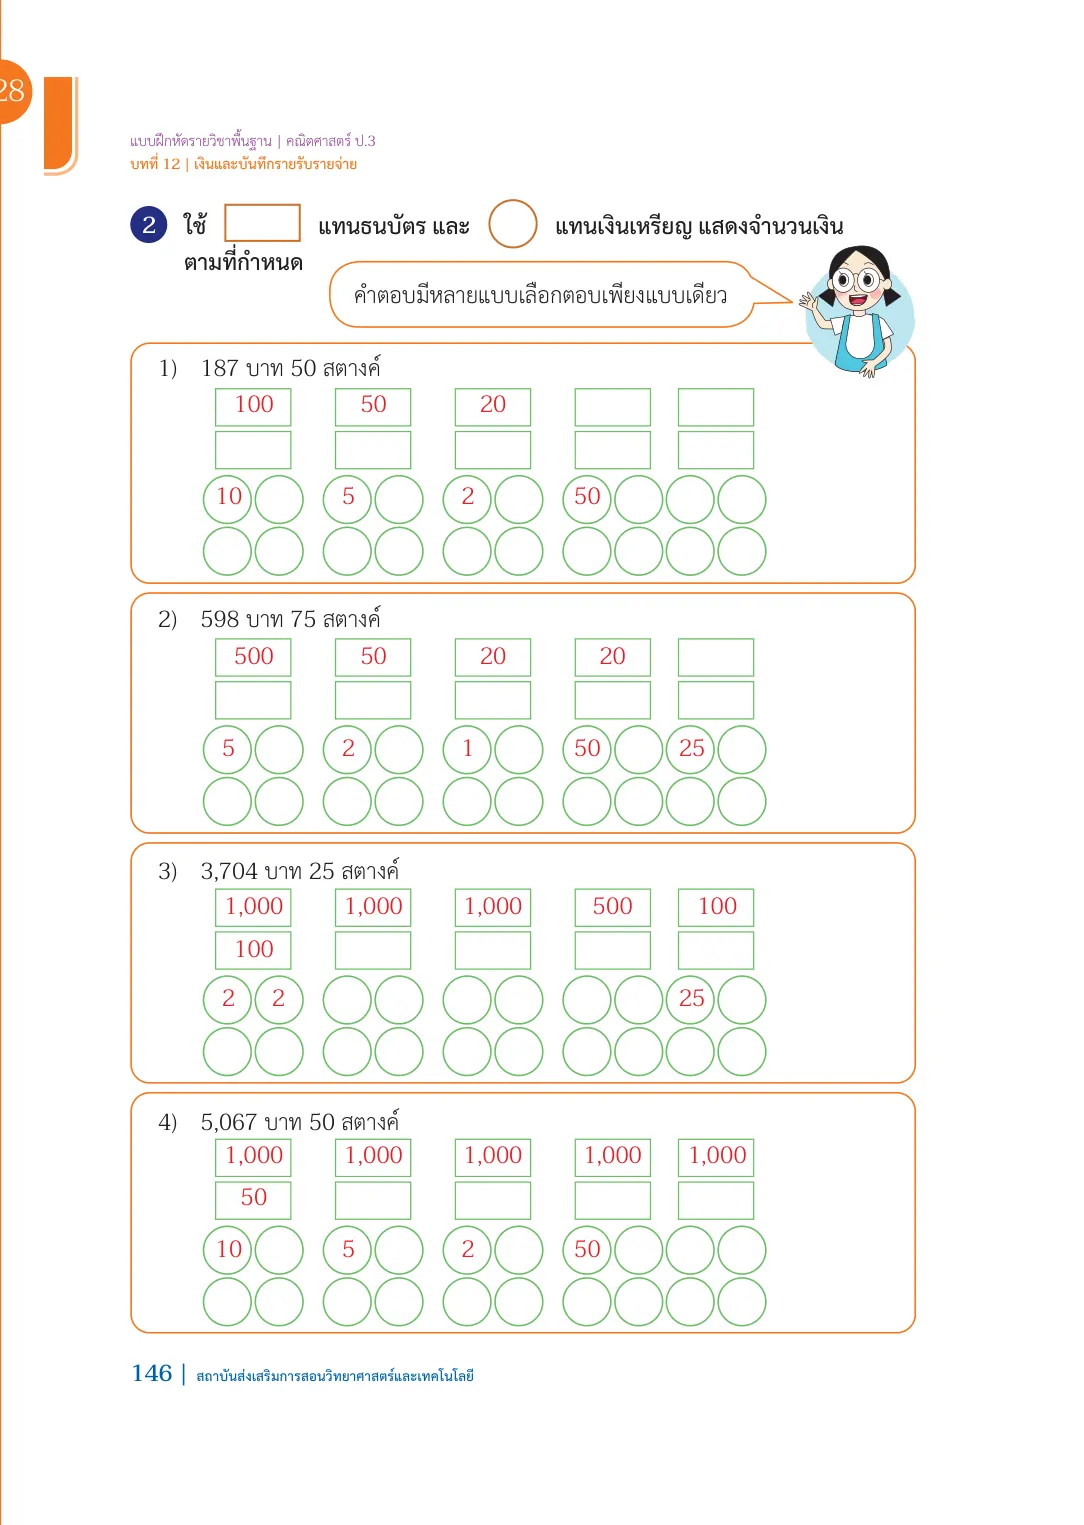 28
แบบฝึกหัดรายวิชาพื้นฐาน | คณิตศาสตร์ ป.3
บทที่ 12 | เงินและบันทึกรายรับรายจ่าย
2 ใช้ แทนธนบัตร และ แทนเงินเหรียญ แสดงจำนวนเงิน
ตามที่กำหนด
คำตอบมีหลายแบบเลือกตอบเพียงแบบเดียว
1) 187 บาท 50 สตางค์
100 50 20
10 5 2 50
2) 598 บาท 75 สตางค์
500 50 20 20
5 2 1 50 25
3) 3,704 บาท 25 สตางค์
1,000 1,000 1,000 500 100
100
2 2 25
4) 5,067 บาท 50 สตางค์
1,000 1,000 1,000 1,000 1,000
50
10 5 2 50
146 | สถาบันส่งเสริมการสอนวิทยาศาสตร์และเทคโนโลยี